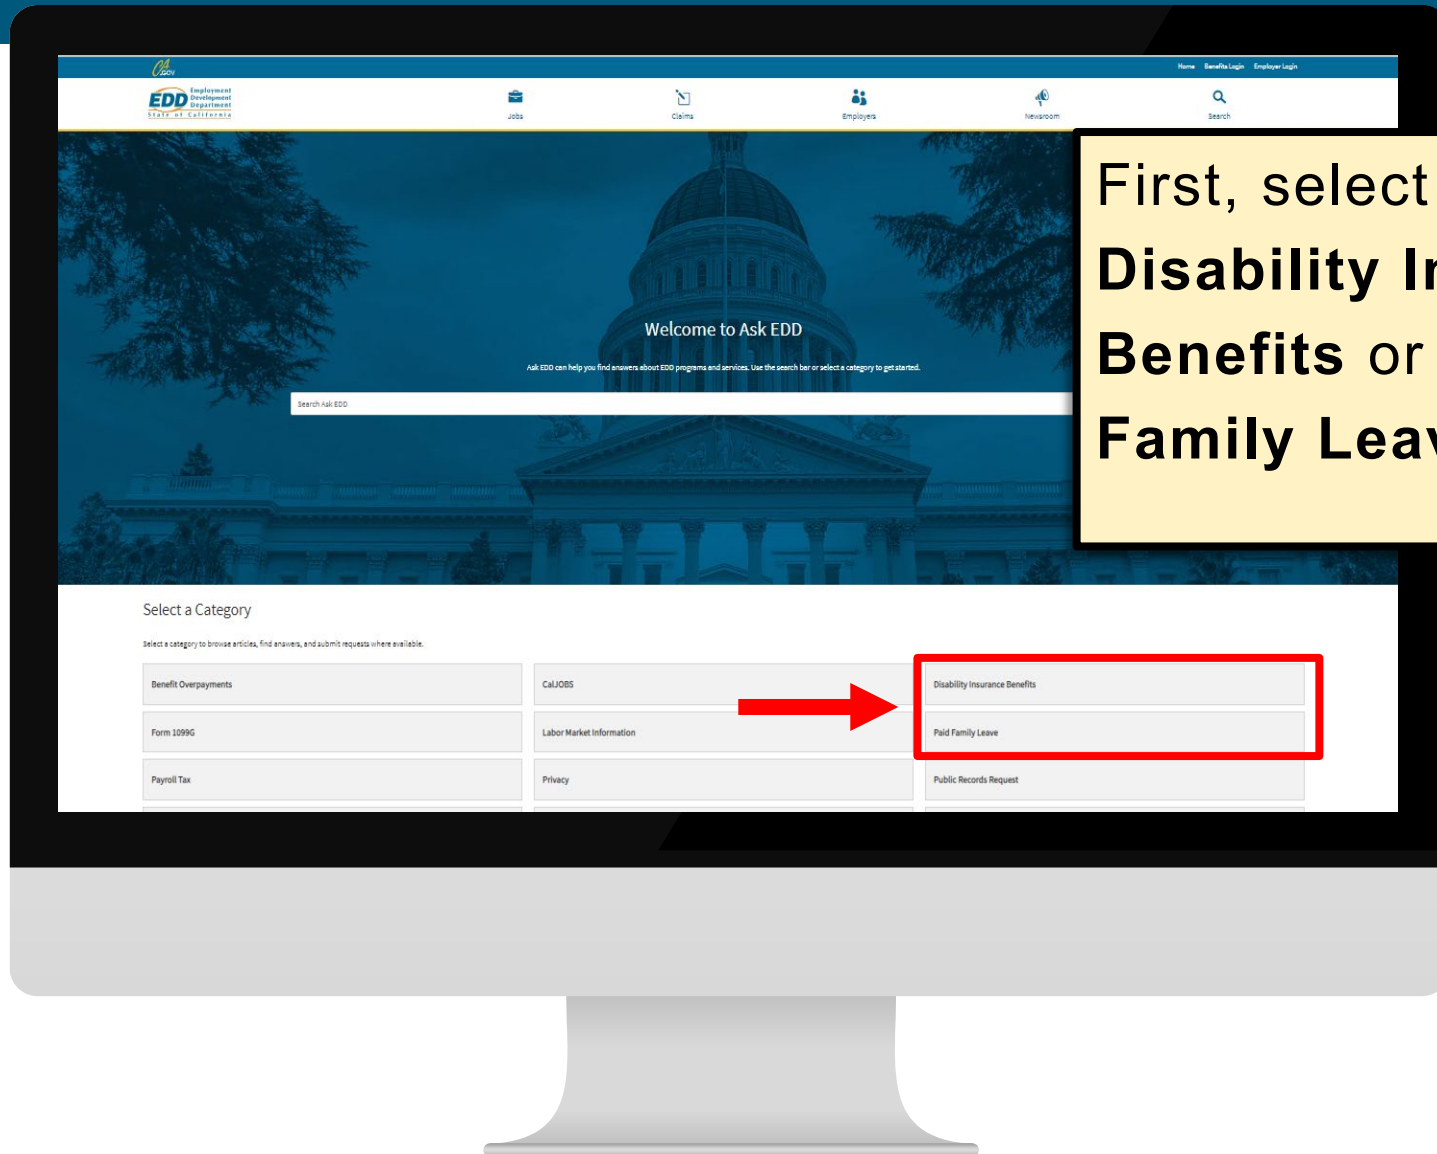 CA
.GOV
Home Benefits Login Employer Login
EDD Employment
Development
Department
State of California
Jobs
Claims
Employers
Newsroom
Search
First, select
Disability In
Benefits or
Family Leav
Welcome to Ask EDD
Ask EDD can help you find answers about EDD programs and services. Use the search bar or select a category to get started.
Search Ask EDD
Select a Category
Select a category to browse articles, find answers, and submit requests where available.
Benefit Overpayments
CalJOBS
Disability Insurance Benefits
Form 1099G
Labor Market Information
Paid Family Leave
Payroll Tax
Privacy
Public Records Request